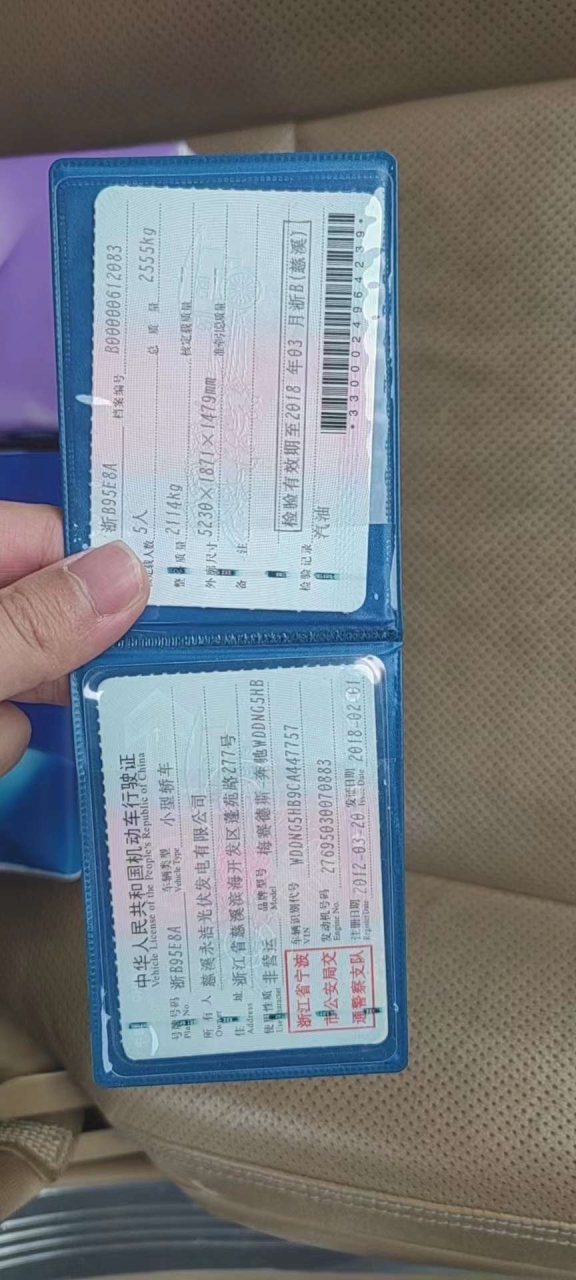 中华人民共和国机动车行驶证
Vehicle License of the People's Republic of China
号牌号码 浙B95E8A 车辆类型 小型轿车
Plate No. Vehicle Type
所有人 慈溪永洁光伏发电有限公司
Owner
住址 浙江省慈溪滨海开发区蓬苑路277号
Address
使用性质 非营运 品牌型号 梅赛德斯-奔驰WDDNG5HB
Use Character Model
浙江省宁波
市公安局交
通警察支队
车辆识别代号 WDDNG5HB9CA447757
VIN
发动机号码 27695030070883
Engine No.
注册日期 2012-03-20 发证日期 2018-02-01
Register Date Issue Date
浙B95E8A 档案编号 B00000612083
定载人数 5人 总质量 2555kg
整备质量 2114kg 核定载质量
外廓尺寸 5230×1871×1479mm 准牵引总质量
备注
检验有效期至2018年03月浙B(慈溪)
检验记录
汽油
*3300024964239*